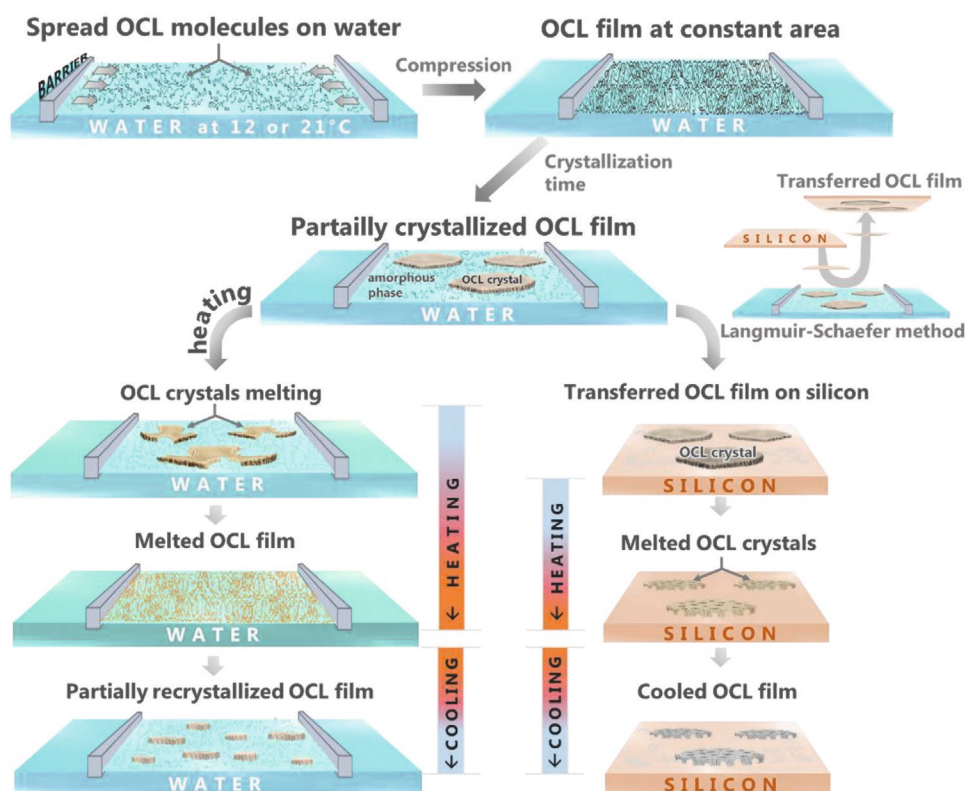 Spread OCL molecules on water
OCL film at constant area
BARRIER
Compression
WATER at 12 or 21°C
WATER
Crystallization
time
Transferred OCL film
SILICON
Partailly crystallized OCL film
amorphous
phase
OCL crystal
WATER
Langmuir-Schaefer method
heating
OCL crystals melting
Transferred OCL film on silicon
OCL crystal
WATER
SILICON
Melted OCL film
Melted OCL crystals
← HEATING
← HEATING
WATER
SILICON
Partially recrystallized OCL film
Cooled OCL film
← COOLING
← COOLING
WATER
SILICON